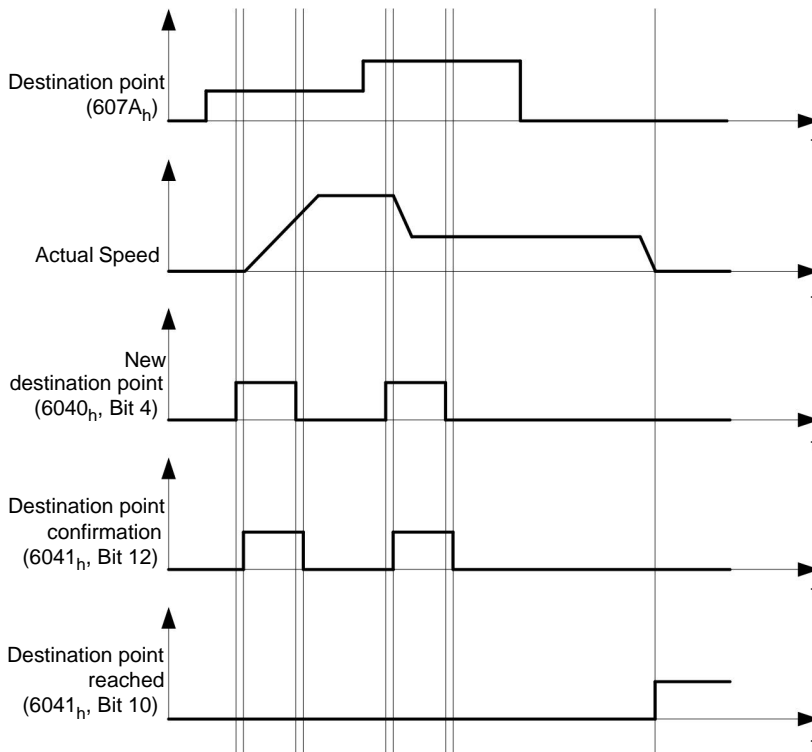 Destination point
(607Aₕ)
Actual Speed
New
destination point
(6040ₕ, Bit 4)
Destination point
confirmation
(6041ₕ, Bit 12)
Destination point
reached
(6041ₕ, Bit 10)